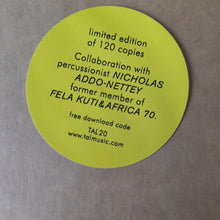 limited edition
of 120 copies
Collaboration with
percussionist NICHOLAS
ADDO-NETTEY
former member of
FELA KUTI&AFRICA 70.
free download code
TAL20
www.talmusic.com